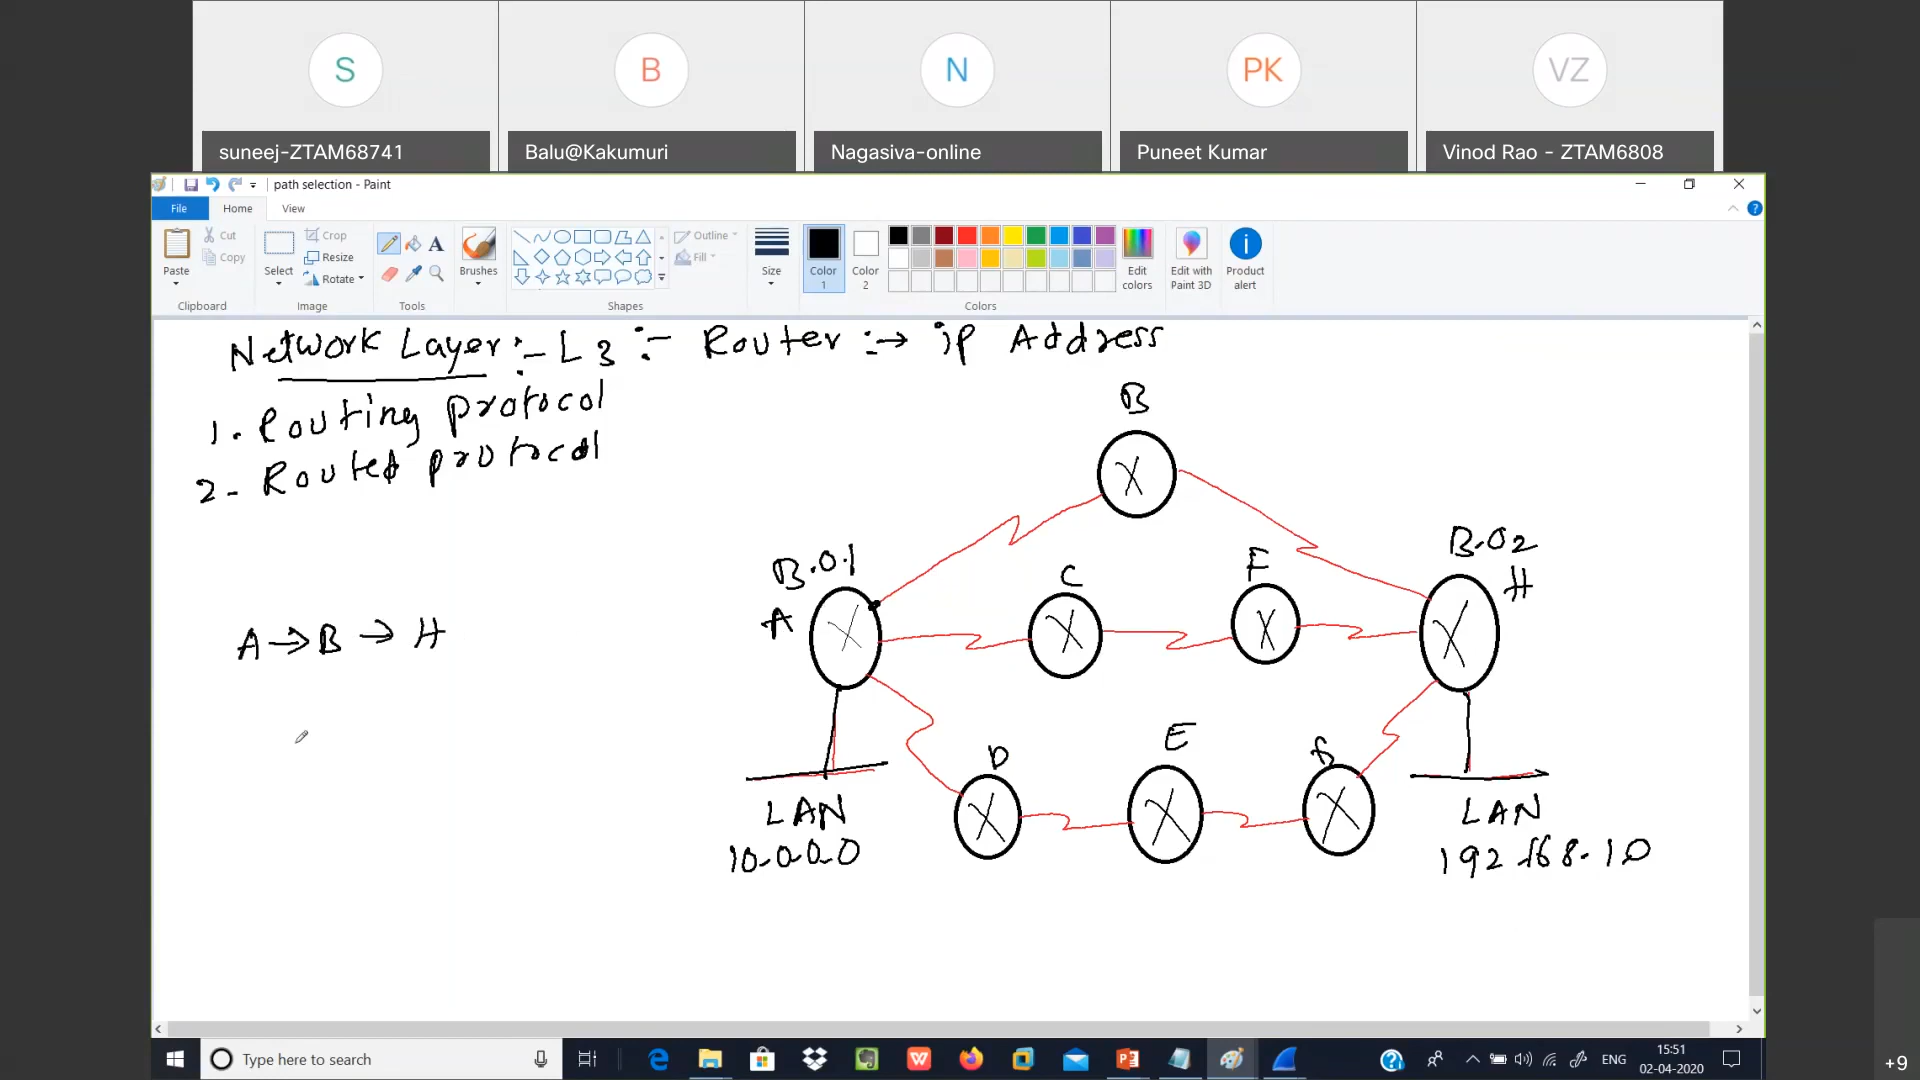 S B N PK VZ
suneej-ZTAM68741 Balu@Kakumuri Nagasiva-online Puneet Kumar Vinod Rao - ZTAM6808
path selection - Paint
File Home View
Paste Cut Copy Select Crop Resize Rotate Brushes Outline Fill Size Color 1 Color 2 Edit colors Edit with Paint 3D Product alert
Clipboard Image Tools Shapes Colors
Network Layer :- L3 :- Router :→ ip Address
1. Routing protocol
2- Routed protocol
B
B.O.1
A
C
F
B.O2
H
A → B → H
D
E
LAN
10-0-0-0
LAN
192.168.1.0
Type here to search
ENG
15:51
02-04-2020
+9